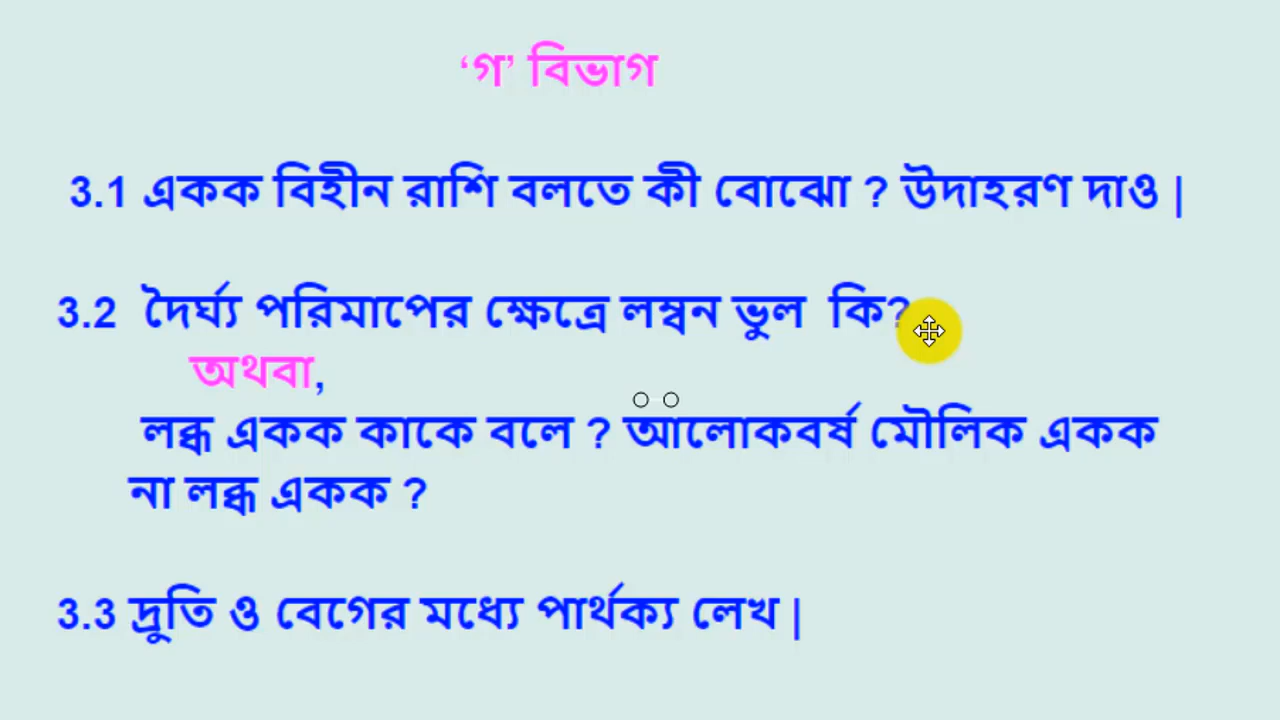 ‘গ’ বিভাগ
3.1 একক বিহীন রাশি বলতে কী বোঝো ? উদাহরণ দাও |
3.2 দৈর্ঘ্য পরিমাপের ক্ষেত্রে লম্বন ভুল কি?
অথবা,
লব্ধ একক কাকে বলে ? আলোকবর্ষ মৌলিক একক
না লব্ধ একক ?
3.3 দ্রুতি ও বেগের মধ্যে পার্থক্য লেখ |